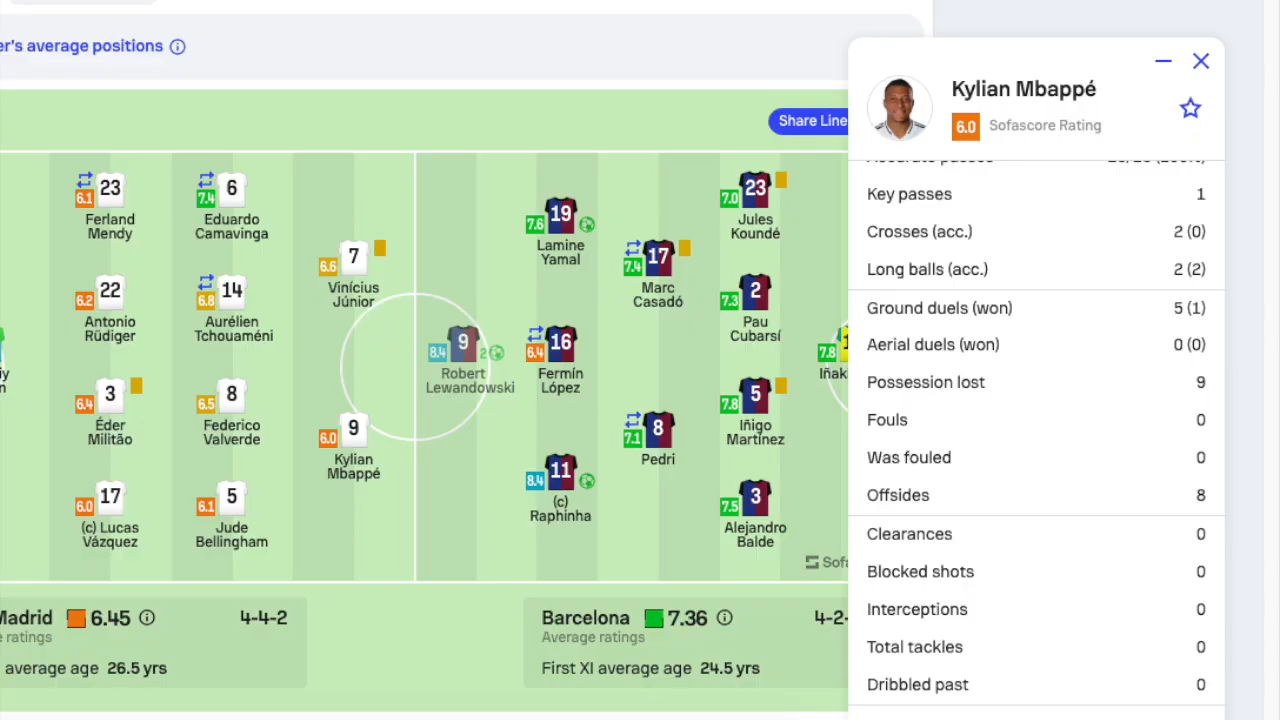 er's average positions
Share Line
23
6.1
Ferland
Mendy
6
7.4
Eduardo
Camavinga
7
6.6
Vinícius
Júnior
22
6.2
Antonio
Rüdiger
14
6.8
Aurélien
Tchouaméni
3
6.4
Éder
Militão
8
6.5
Federico
Valverde
9
6.0
Kylian
Mbappé
17
6.0
(c) Lucas
Vázquez
5
6.1
Jude
Bellingham
9
8.4
2
Robert
Lewandowski
19
7.6
Lamine
Yamal
16
6.4
Fermín
López
11
8.4
(c)
Raphinha
17
7.4
Marc
Casadó
8
7.1
Pedri
23
7.0
Jules
Koundé
2
7.3
Pau
Cubarsí
5
7.8
Iñigo
Martínez
3
7.5
Alejandro
Balde
7.8
1
Iñaki
Sofa
Madrid 6.45 4-4-2
e ratings
average age 26.5 yrs
Barcelona 7.36 4-2-
Average ratings
First XI average age 24.5 yrs
Kylian Mbappé
6.0 Sofascore Rating
Key passes 1
Crosses (acc.) 2 (0)
Long balls (acc.) 2 (2)
Ground duels (won) 5 (1)
Aerial duels (won) 0 (0)
Possession lost 9
Fouls 0
Was fouled 0
Offsides 8
Clearances 0
Blocked shots 0
Interceptions 0
Total tackles 0
Dribbled past 0